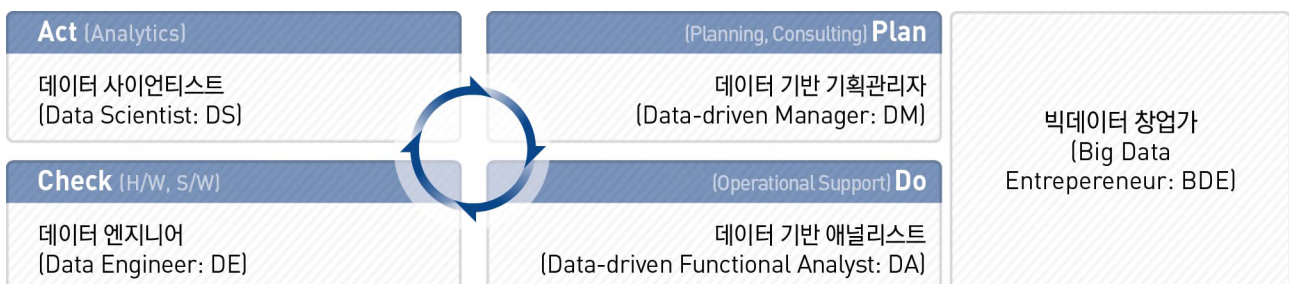 Act (Analytics)
데이터 사이언티스트
(Data Scientist: DS)
(Planning, Consulting) Plan
데이터 기반 기획관리자
(Data-driven Manager: DM)
Check (H/W, S/W)
데이터 엔지니어
(Data Engineer: DE)
(Operational Support) Do
데이터 기반 애널리스트
(Data-driven Functional Analyst: DA)
빅데이터 창업가
(Big Data
Entrepereneur: BDE)